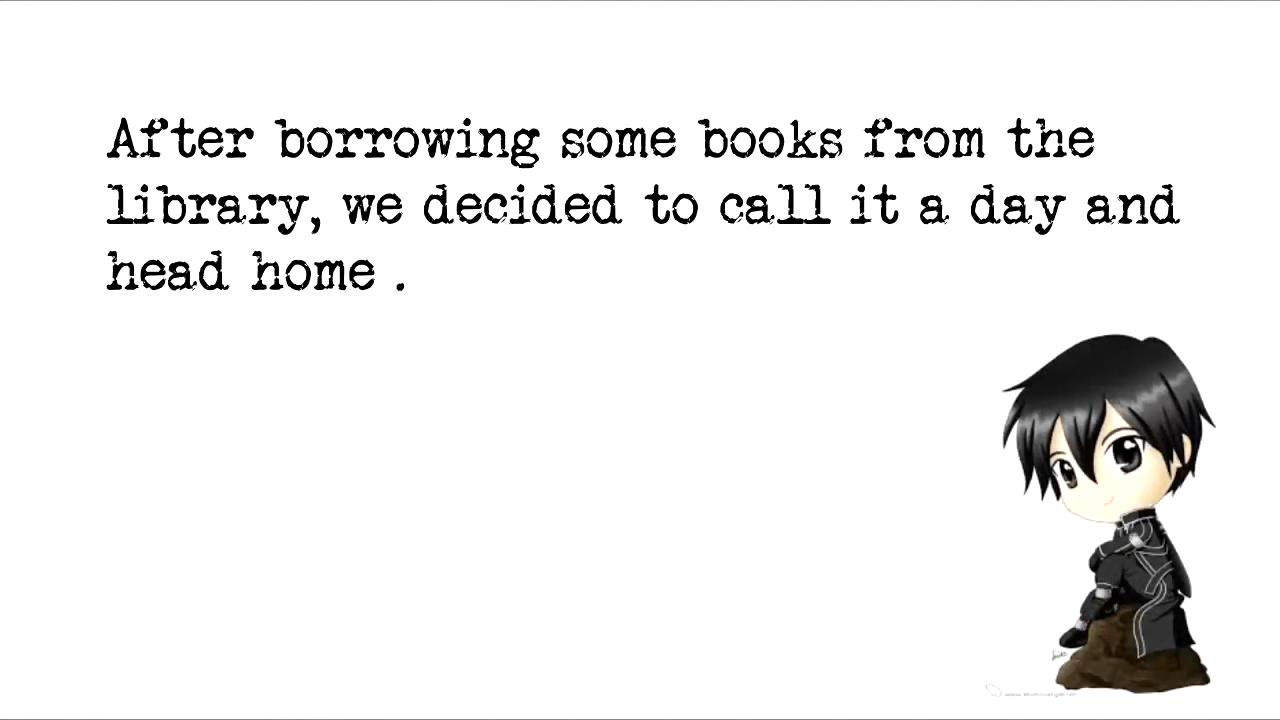 After borrowing some books from the
library, we decided to call it a day and
head home .